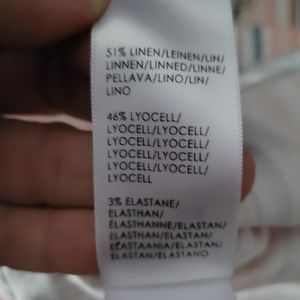 51% LINEN/LEINEN/LIN/
LINNEN/LINNED/LINNE/
PELLAVA/LINO/LIN/
LINO
46% LYOCELL/
LYOCELL/LYOCELL/
LYOCELL/LYOCELL/
LYOCELL/LYOCELL/
LYOCELL/LYOCELL/
LYOCELL
3% ELASTANE/
ELASTHAN/
ÉLASTHANNE/ELASTAN/
ELASTHAN/ELASTAN/
ELASTAANIA/ELASTAN/
ELASTAN/ELASTANO